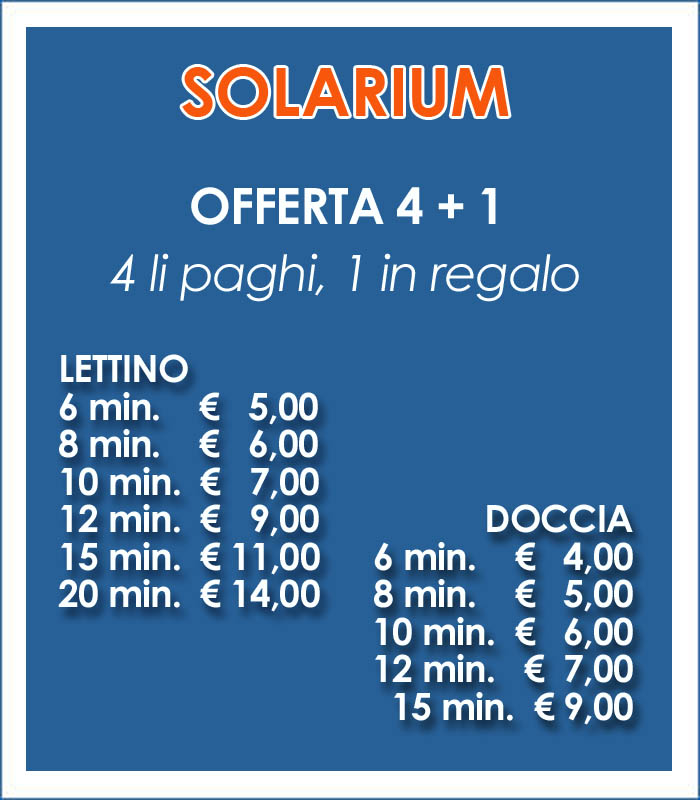 SOLARIUM
OFFERTA 4 + 1
4 li paghi, 1 in regalo
LETTINO
6 min. € 5,00
8 min. € 6,00
10 min. € 7,00
12 min. € 9,00
15 min. € 11,00
20 min. € 14,00
DOCCIA
6 min. € 4,00
8 min. € 5,00
10 min. € 6,00
12 min. € 7,00
15 min. € 9,00